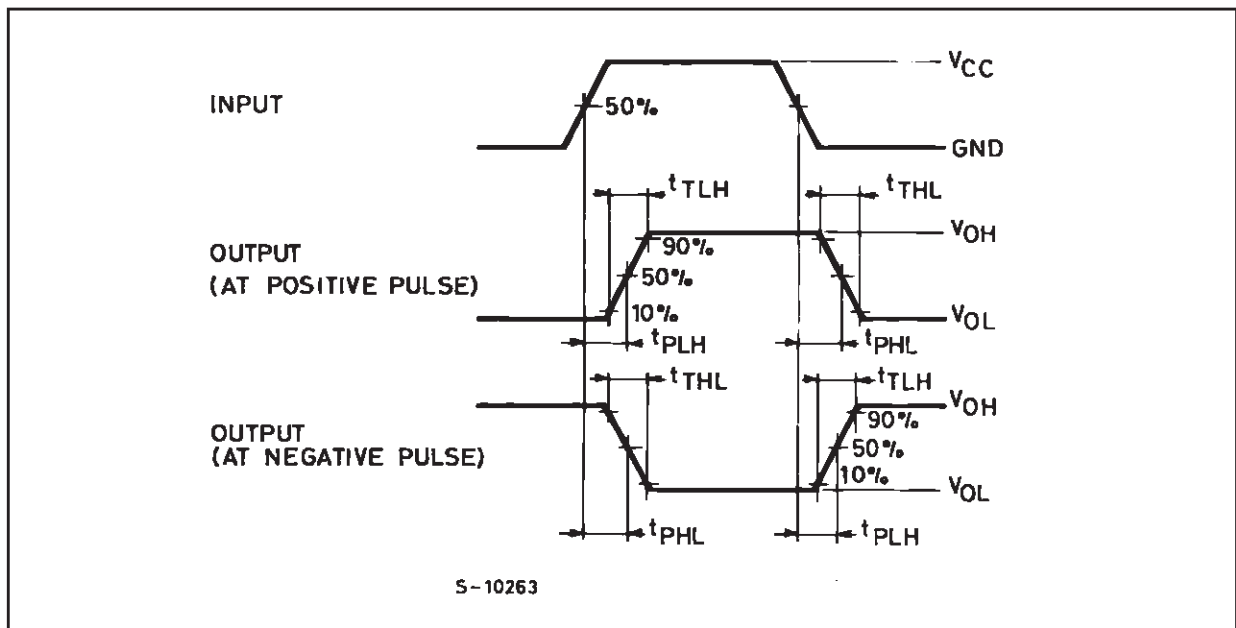 VCC
INPUT
50%
GND
tTLH
tTHL
VOH
OUTPUT
(AT POSITIVE PULSE)
90%
50%
10%
VOL
tPLH
tPHL
tTHL
tTLH
VOH
OUTPUT
(AT NEGATIVE PULSE)
90%
50%
10%
VOL
tPHL
tPLH
S-10263